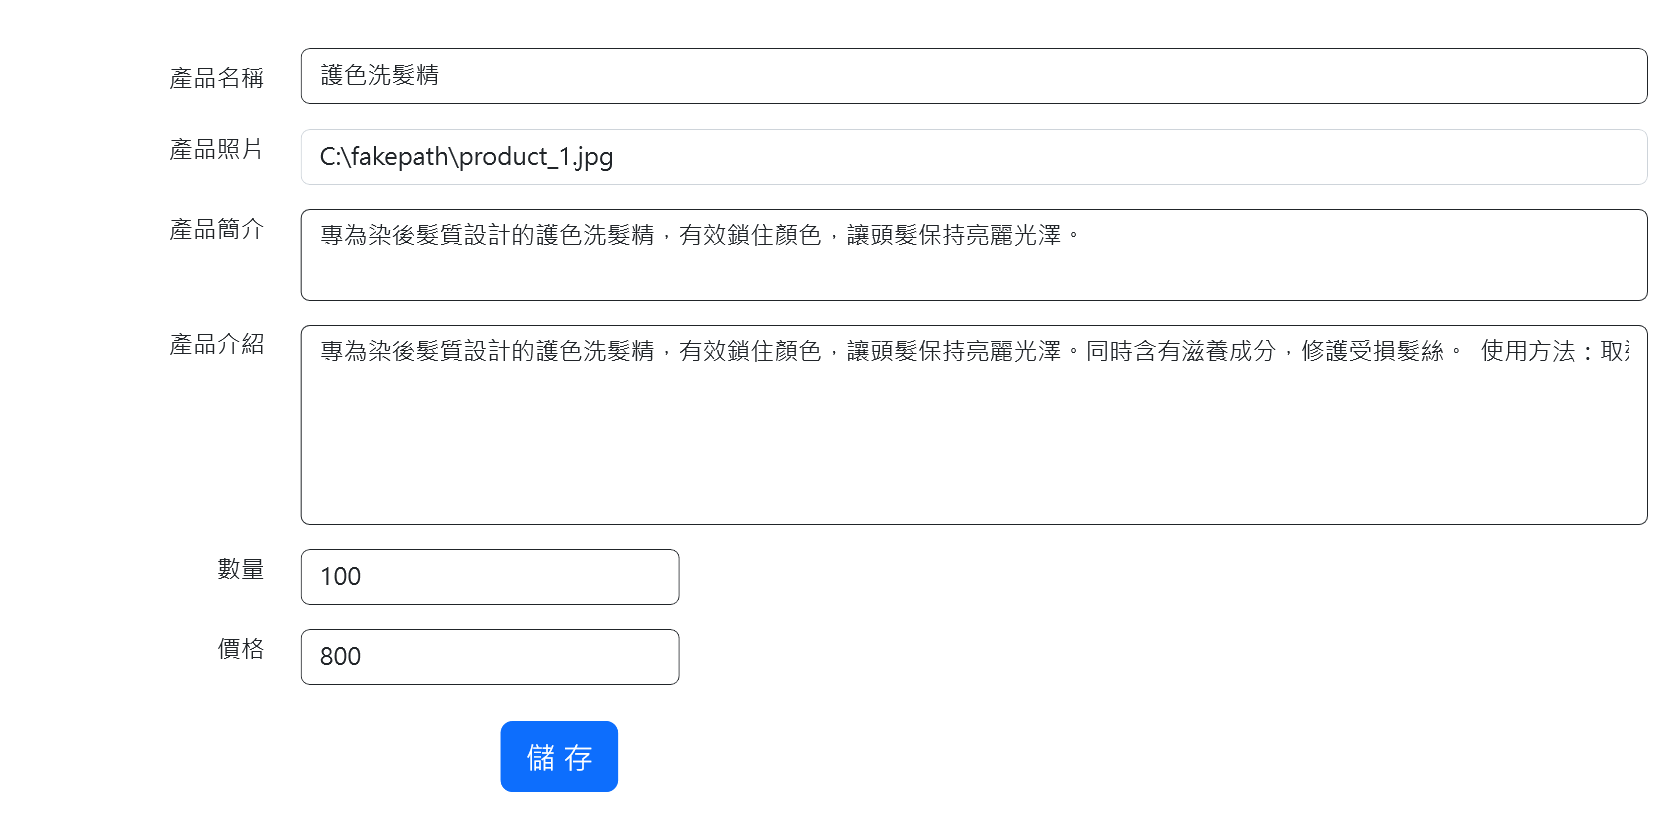 產品名稱
護色洗髮精
產品照片
C:\fakepath\product_1.jpg
產品簡介
專為染後髮質設計的護色洗髮精，有效鎖住顏色，讓頭髮保持亮麗光澤。
產品介紹
專為染後髮質設計的護色洗髮精，有效鎖住顏色，讓頭髮保持亮麗光澤。同時含有滋養成分，修護受損髮絲。 使用方法：取
數量
100
價格
800
儲存